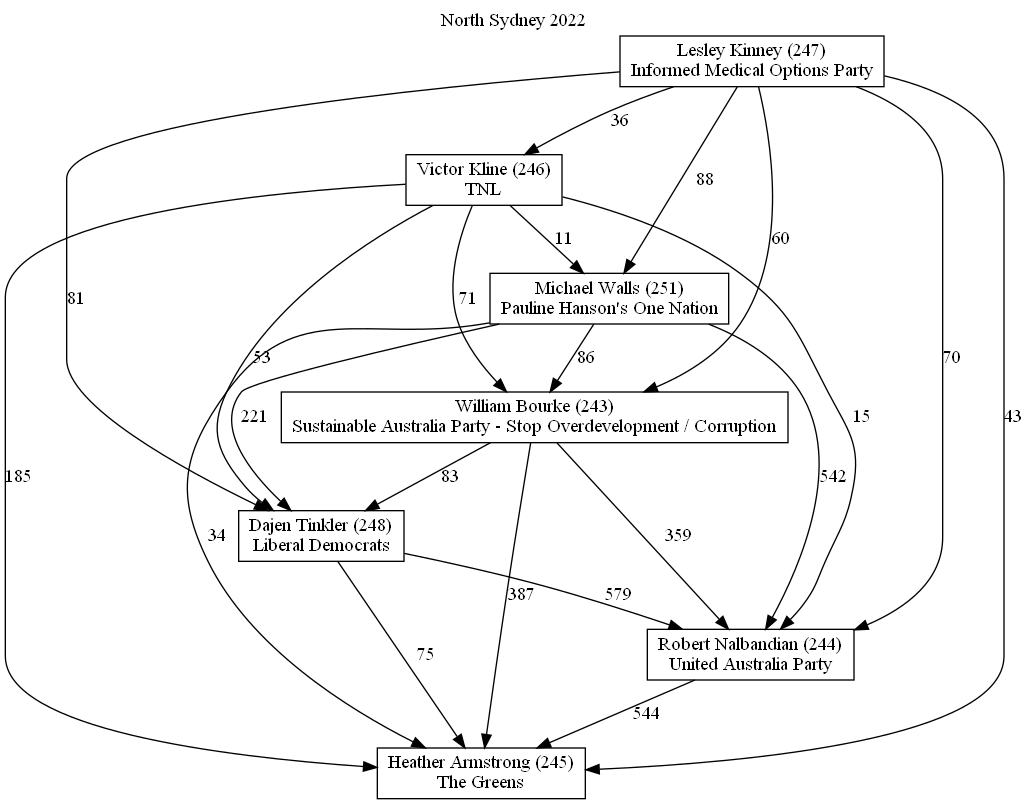 North Sydney 2022
Lesley Kinney (247)
Informed Medical Options Party
36
Victor Kline (246)
TNL
88
60
11
Michael Walls (251)
Pauline Hanson's One Nation
81
71
53
86
70
William Bourke (243)
Sustainable Australia Party - Stop Overdevelopment / Corruption
221
15
43
185
83
542
Dajen Tinkler (248)
Liberal Democrats
34
359
387
579
Robert Nalbandian (244)
United Australia Party
75
544
Heather Armstrong (245)
The Greens